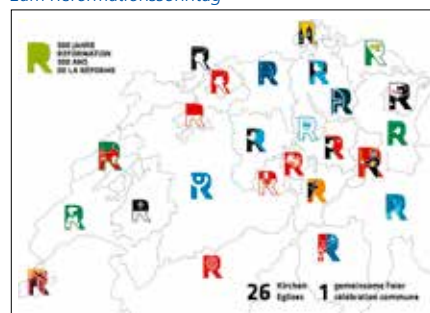 zum Reformationssonntag
R
500 JAHRE
REFORMATION
500 ANS
DE LA RÉFORME
26 Kirchen
Eglises
1 gemeinsame Feier
célébration commune